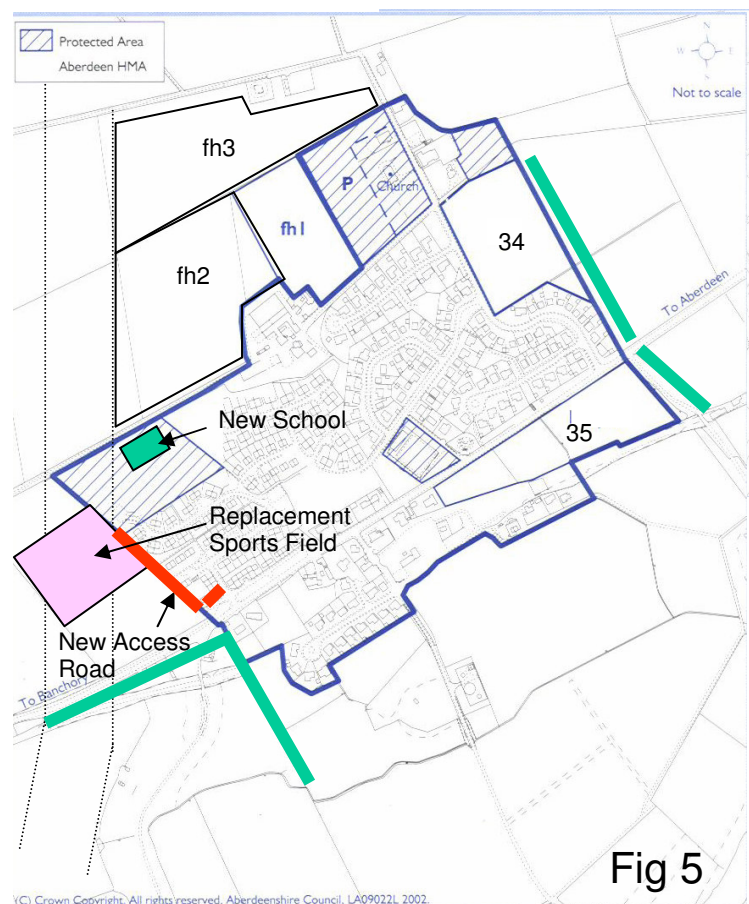 Protected Area
Aberdeen HMA
N
W E
S
Not to scale
fh3
P
Church
fh1
34
fh2
To Aberdeen
New School
35
Replacement
Sports Field
New Access
Road
To Banchory
Fig 5
(C) Crown Copyright. All rights reserved. Aberdeenshire Council. LA09022L 2002.